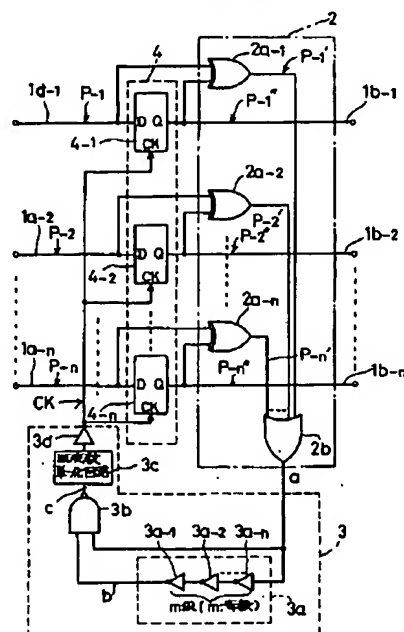 2
4
2a-1
P-1'
1d-1
P-1
D Q
CK
P-1"
1b-1
4-1
2a-2
P-2'
1a-2
P-2
D Q
CK
P-2"
1b-2
4-2
2a-n
P-n'
1a-n
P-n
D Q
CK
P-n"
1b-n
CK
4-n
3d
3c
2b
a
c
3b
3
3a-1
3a-2
3a-n
b
3a